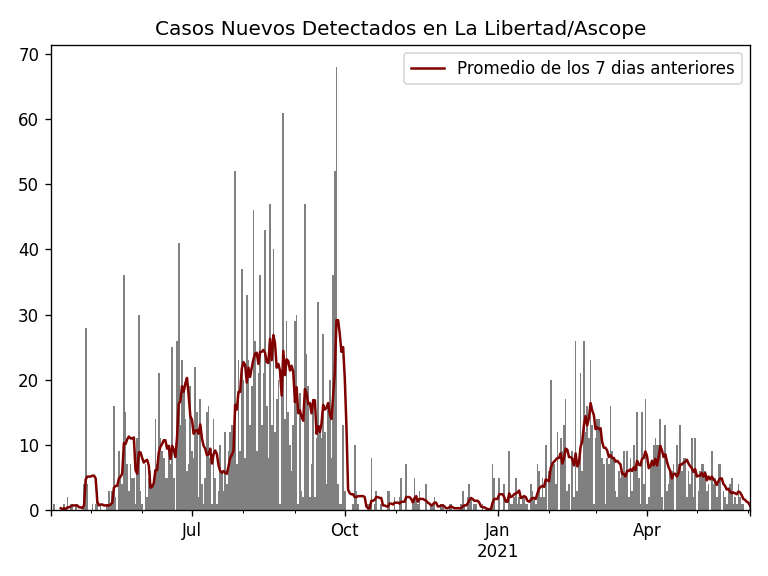 Casos Nuevos Detectados en La Libertad/Ascope
Promedio de los 7 dias anteriores
70
60
50
40
30
20
10
0
Jul
Oct
Jan
2021
Apr